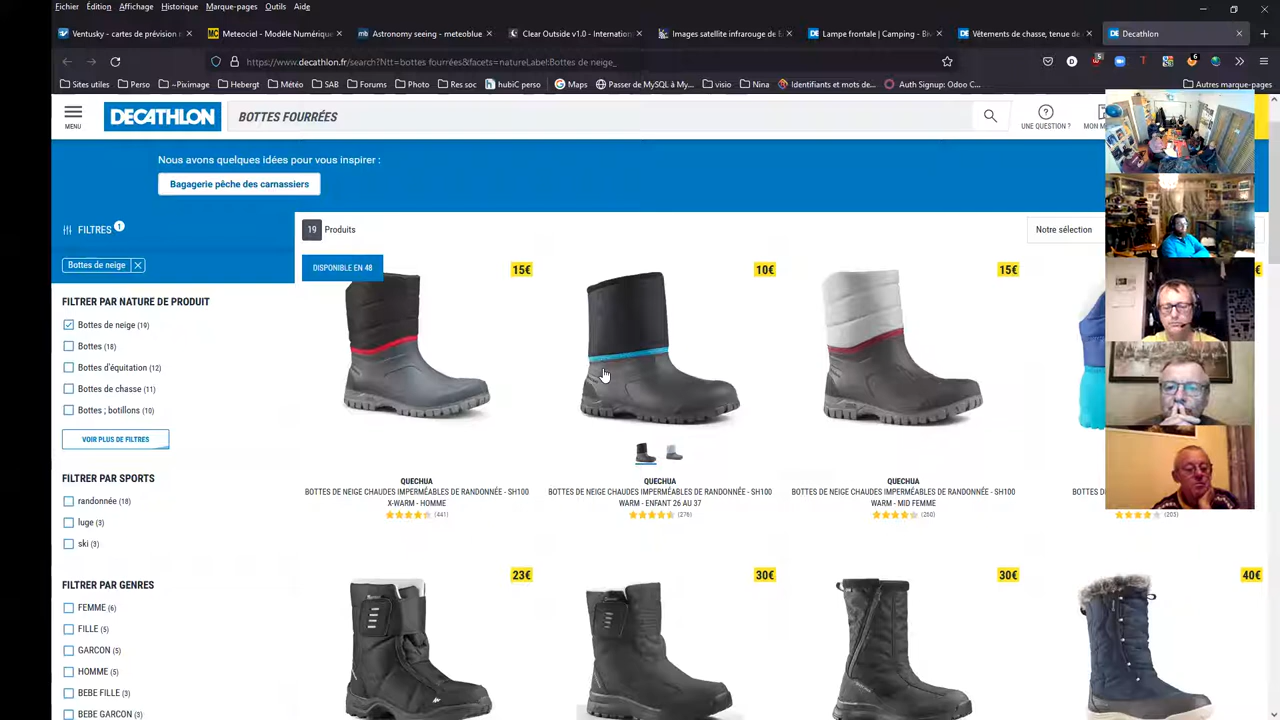 Fichier Édition Affichage Historique Marque-pages Outils Aide
Ventusky - cartes de prévision m
Meteociel - Modèle Numérique
Astronomy seeing - meteoblue
Clear Outside v1.0 - Internation
Images satellite infrarouge de E
Lampe frontale | Camping - Biv
Vêtements de chasse, tenue de
Decathlon
https://www.decathlon.fr/search?Ntt=bottes fourrées&facets=natureLabel:Bottes de neige_
Sites utiles
Perso
~Piximage
Hebergt
Météo
SAB
Forums
Photo
Res soc
hubiC perso
Maps
Passer de MySQL à My...
visio
Nina
Identifiants et mots de...
Auth Signup: Odoo C...
Autres marque-pages
MENU
DECATHLON
BOTTES FOURRÉES
UNE QUESTION ?
MON M
Nous avons quelques idées pour vous inspirer :
Bagagerie pêche des carnassiers
FILTRES 1
Bottes de neige
19 Produits
Notre sélection
DISPONIBLE EN 48
15€
10€
15€
€
FILTRER PAR NATURE DE PRODUIT
Bottes de neige (19)
Bottes (18)
Bottes d'équitation (12)
Bottes de chasse (11)
Bottes ; botillons (10)
VOIR PLUS DE FILTRES
FILTRER PAR SPORTS
randonnée (18)
luge (3)
ski (3)
FILTRER PAR GENRES
FEMME (6)
FILLE (5)
GARCON (5)
HOMME (5)
BEBE FILLE (3)
BEBE GARCON (3)
QUECHUA
BOTTES DE NEIGE CHAUDES IMPERMÉABLES DE RANDONNÉE - SH100
X-WARM - HOMME
(441)
QUECHUA
BOTTES DE NEIGE CHAUDES IMPERMÉABLES DE RANDONNÉE - SH100
WARM - ENFANT 26 AU 37
(276)
QUECHUA
BOTTES DE NEIGE CHAUDES IMPERMÉABLES DE RANDONNÉE - SH100
WARM - MID FEMME
(260)
BOTTES D
(203)
23€
30€
30€
40€